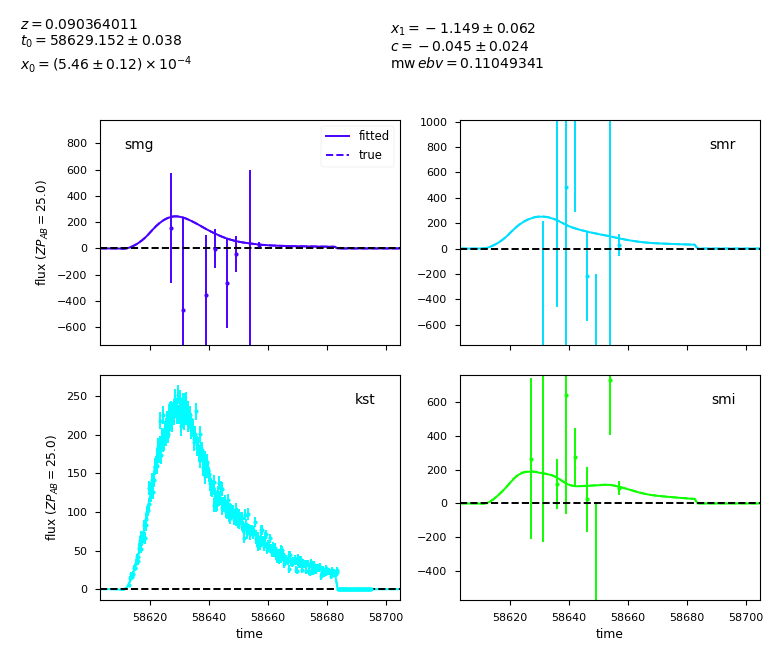 z = 0.090364011
t0 = 58629.152 ± 0.038
x0 = (5.46 ± 0.12) × 10^−4
x1 = −1.149 ± 0.062
c = −0.045 ± 0.024
mw ebv = 0.11049341
smg
fitted
true
800
600
400
200
0
−200
−400
−600
flux (ZP_AB = 25.0)
smr
1000
800
600
400
200
0
−200
−400
−600
kst
250
200
150
100
50
0
flux (ZP_AB = 25.0)
58620 58640 58660 58680 58700
time
smi
600
400
200
0
−200
−400
58620 58640 58660 58680 58700
time